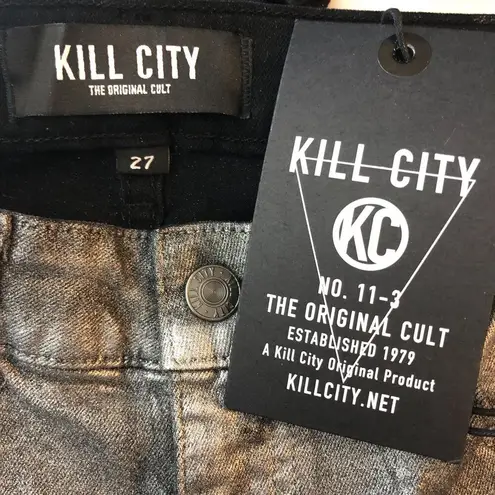 KILL CITY
THE ORIGINAL CULT
27
KILL CITY
KC
NO. 11-3
THE ORIGINAL CULT
ESTABLISHED 1979
A Kill City Original Product
KILLCITY.NET